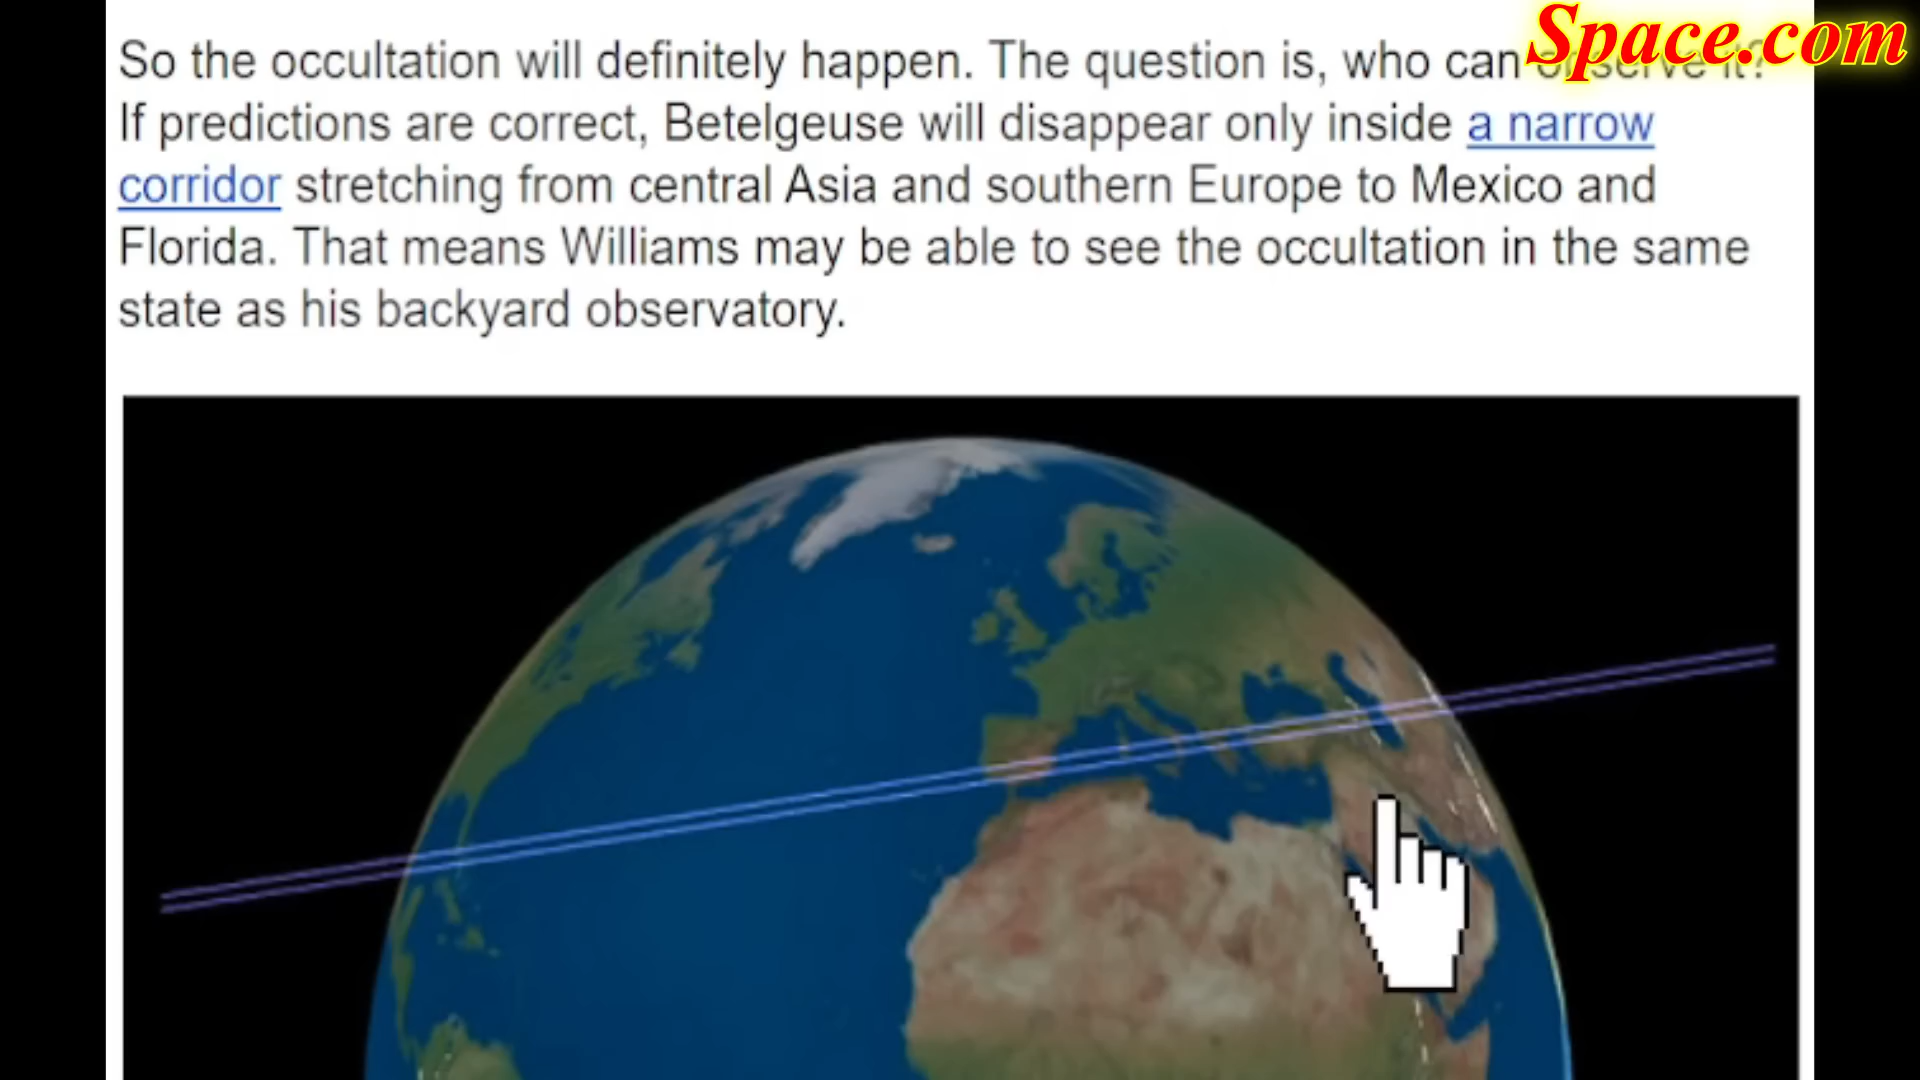 Space.com
So the occultation will definitely happen. The question is, who can observe it?
If predictions are correct, Betelgeuse will disappear only inside a narrow
corridor stretching from central Asia and southern Europe to Mexico and
Florida. That means Williams may be able to see the occultation in the same
state as his backyard observatory.